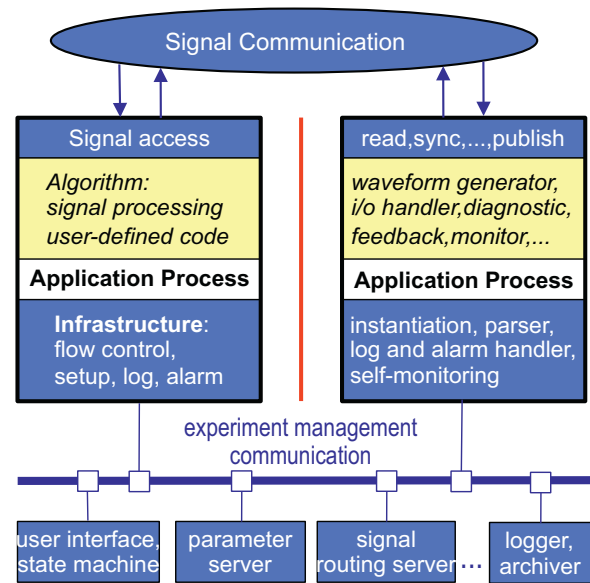 Signal Communication
Signal access
Algorithm:
signal processing
user-defined code
Application Process
Infrastructure:
flow control,
setup, log, alarm
read,sync,...,publish
waveform generator,
i/o handler,diagnostic,
feedback,monitor,...
Application Process
instantiation, parser,
log and alarm handler,
self-monitoring
experiment management
communication
user interface,
state machine
parameter
server
signal
routing server
...
logger,
archiver